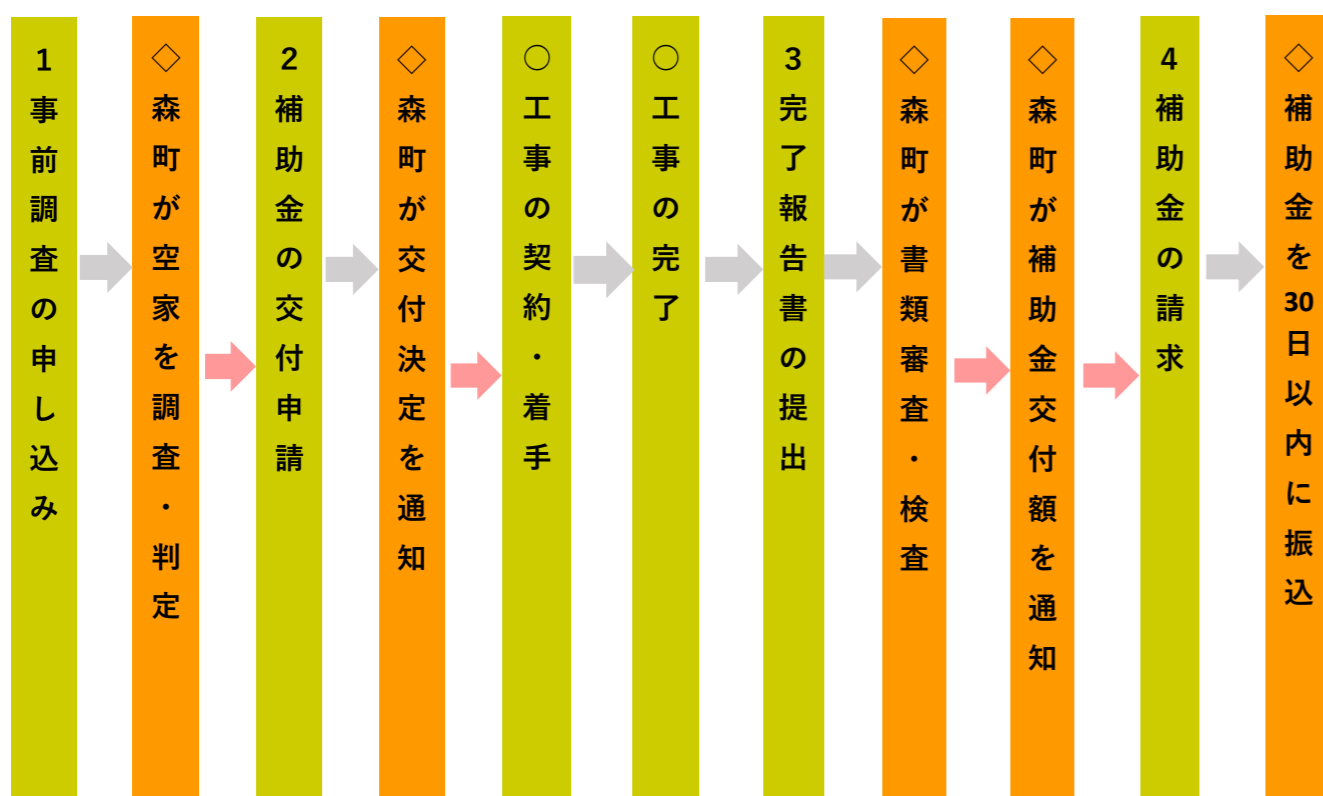 1事前調査の申し込み
◇森町が空家を調査・判定
2補助金の交付申請
◇森町が交付決定を通知
○工事の契約・着手
○工事の完了
3完了報告書の提出
◇森町が書類審査・検査
◇森町が補助金交付額を通知
4補助金の請求
◇補助金を30日以内に振込